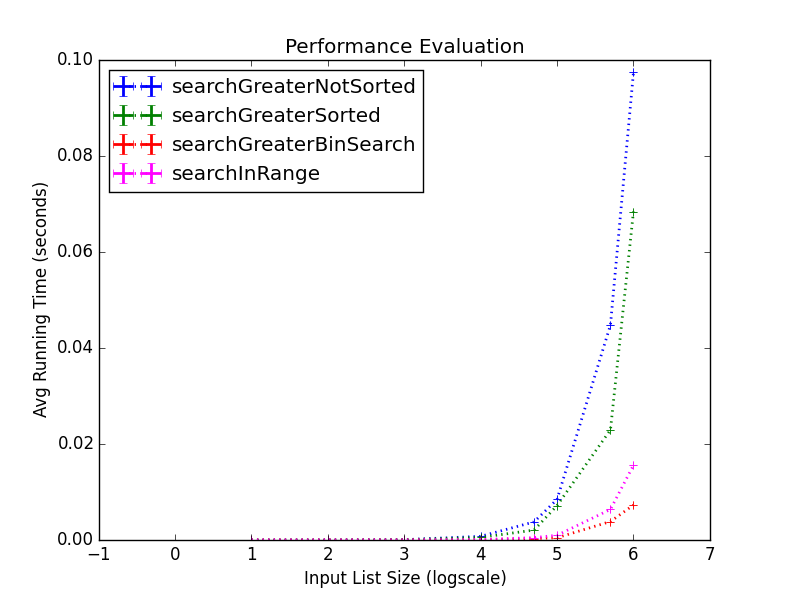 Performance Evaluation
0.10
searchGreaterNotSorted
searchGreaterSorted
searchGreaterBinSearch
searchInRange
0.08
0.06
0.04
0.02
0.00
Avg Running Time (seconds)
−1 0 1 2 3 4 5 6 7
Input List Size (logscale)